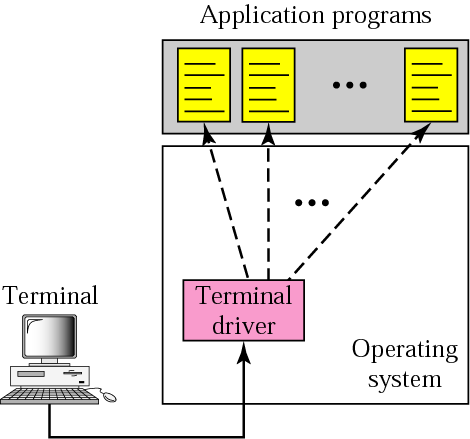 Application programs
Terminal
Terminal
driver
Operating
system